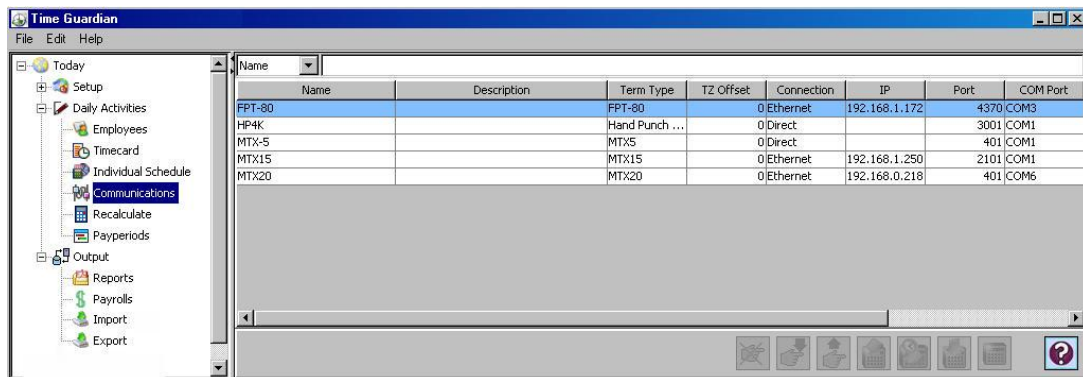 Time Guardian
File Edit Help
Today
Setup
Daily Activities
Employees
Timecard
Individual Schedule
Communications
Recalculate
Payperiods
Output
Reports
Payrolls
Import
Export
Name
Name Description Term Type TZ Offset Connection IP Port COM Port
FPT-80 FPT-80 0 Ethernet 192.168.1.172 4370 COM3
HP4K Hand Punch ... 0 Direct 3001 COM1
MTX-5 MTX5 0 Direct 401 COM1
MTX15 MTX15 0 Ethernet 192.168.1.250 2101 COM1
MTX20 MTX20 0 Ethernet 192.168.0.218 401 COM6